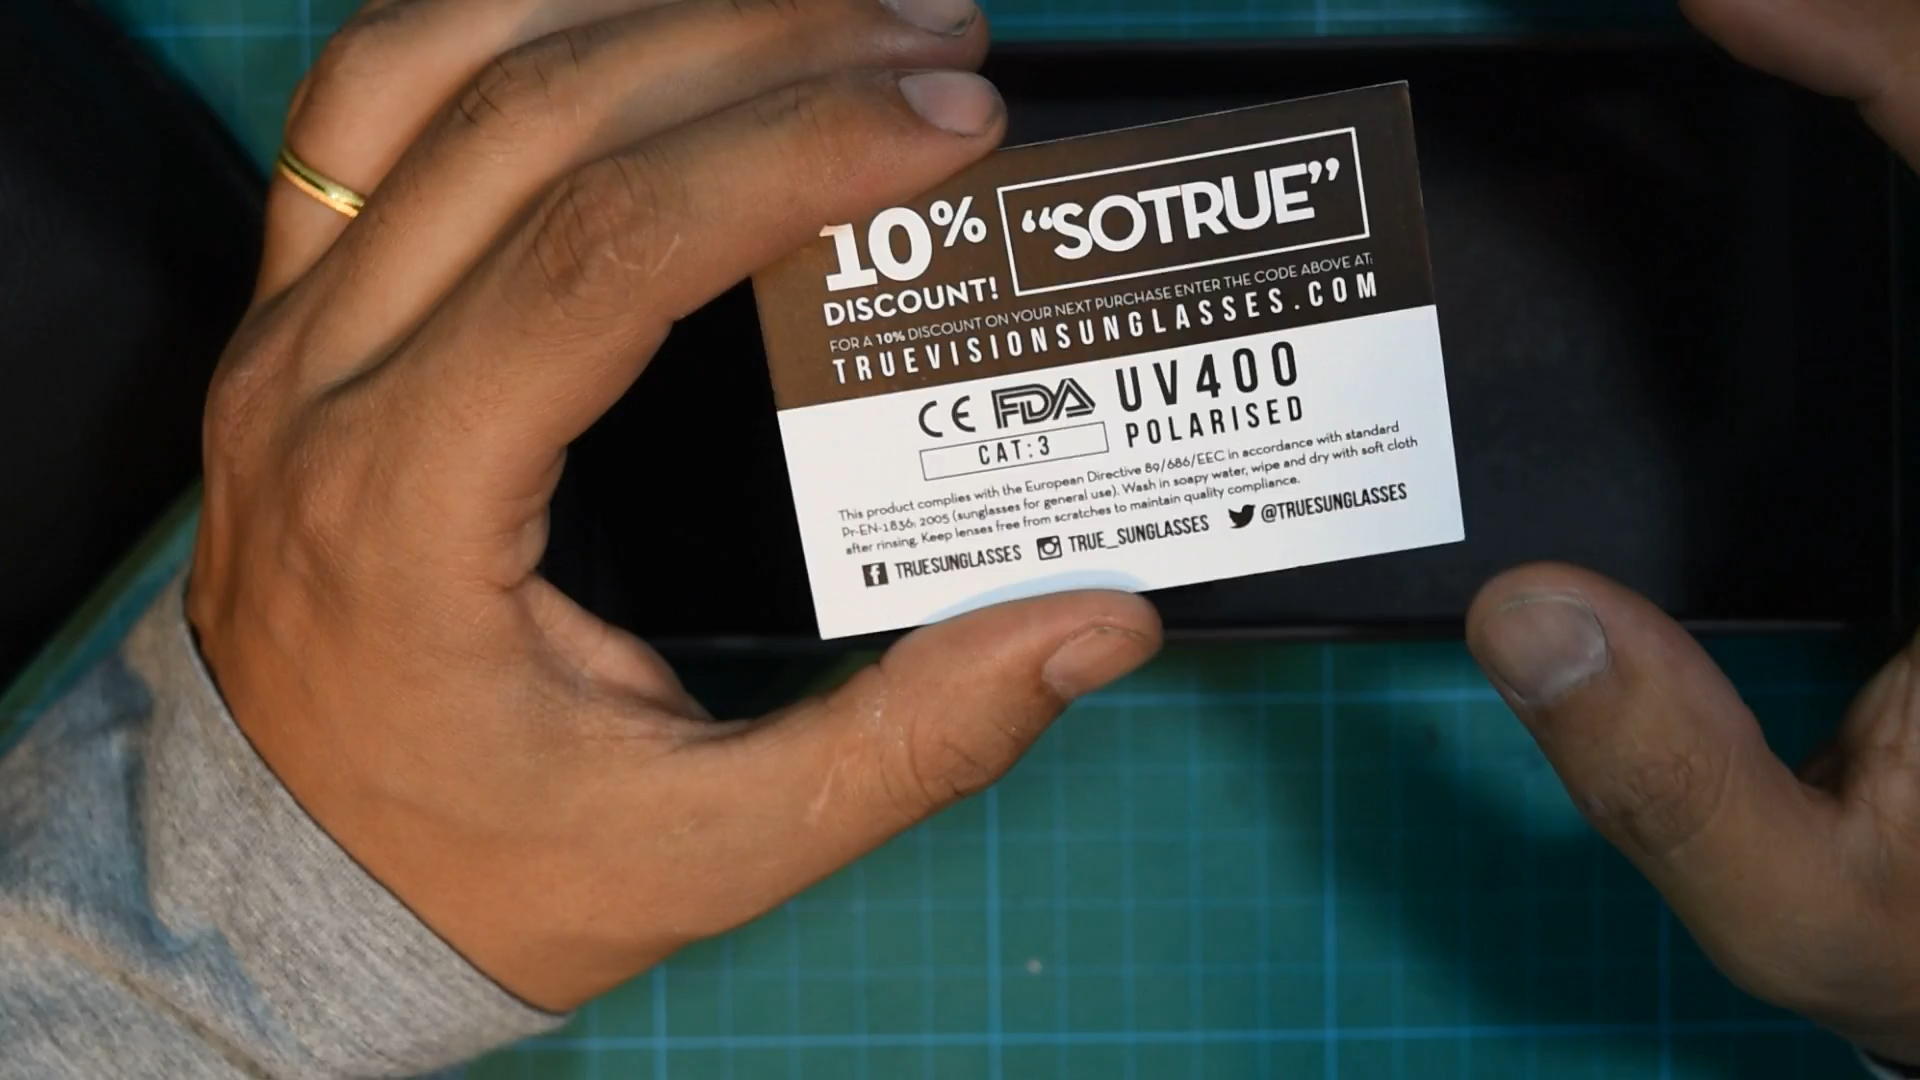 10% "SOTRUE"
DISCOUNT!
FOR A 10% DISCOUNT ON YOUR NEXT PURCHASE ENTER THE CODE ABOVE AT:
TRUEVISIONSUNGLASSES.COM
CE FDA UV400
CAT:3 POLARISED
This product complies with the European Directive 89/686/EEC in accordance with standard
Pr-EN-1836: 2005 (sunglasses for general use). Wash in soapy water, wipe and dry with soft cloth
after rinsing. Keep lenses free from scratches to maintain quality compliance.
TRUESUNGLASSES TRUE_SUNGLASSES @TRUESUNGLASSES